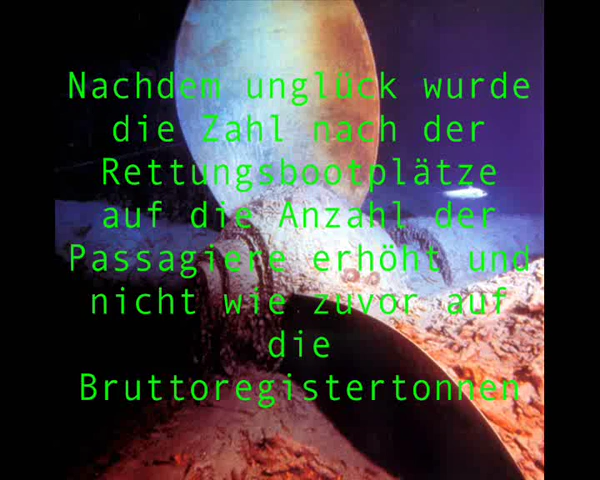 Nachdem unglück wurde
die Zahl nach der
Rettungsbootplätze
auf die Anzahl der
Passagiere erhöht und
nicht wie zuvor auf
die
Bruttoregistertonnen